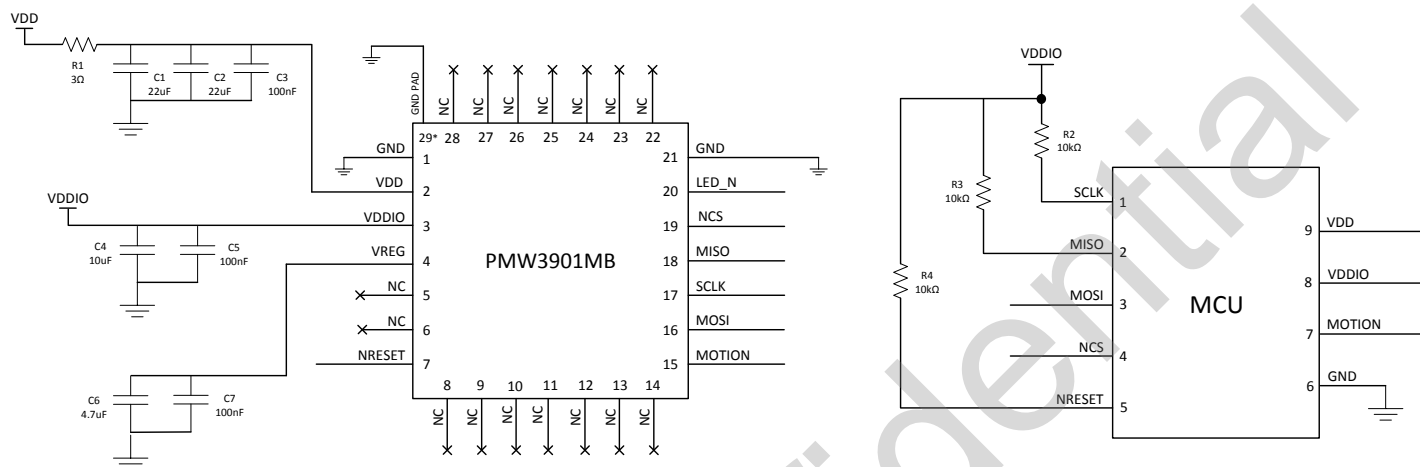 VDD
R1
3Ω
C1
22uF
C2
22uF
C3
100nF
GND PAD
NC
NC
NC
NC
NC
NC
NC
29*
28
27
26
25
24
23
22
GND
1
VDD
2
VDDIO
VDDIO
3
C4
10uF
C5
100nF
VREG
4
NC
5
NC
6
NRESET
7
C6
4.7uF
C7
100nF
PMW3901MB
21
GND
20
LED_N
19
NCS
18
MISO
17
SCLK
16
MOSI
15
MOTION
8
9
10
11
12
13
14
NC
NC
NC
NC
NC
NC
NC
VDDIO
R2
10kΩ
R3
10kΩ
R4
10kΩ
SCLK
1
MISO
2
MOSI
3
NCS
4
NRESET
5
MCU
9
VDD
8
VDDIO
7
MOTION
6
GND
fidential